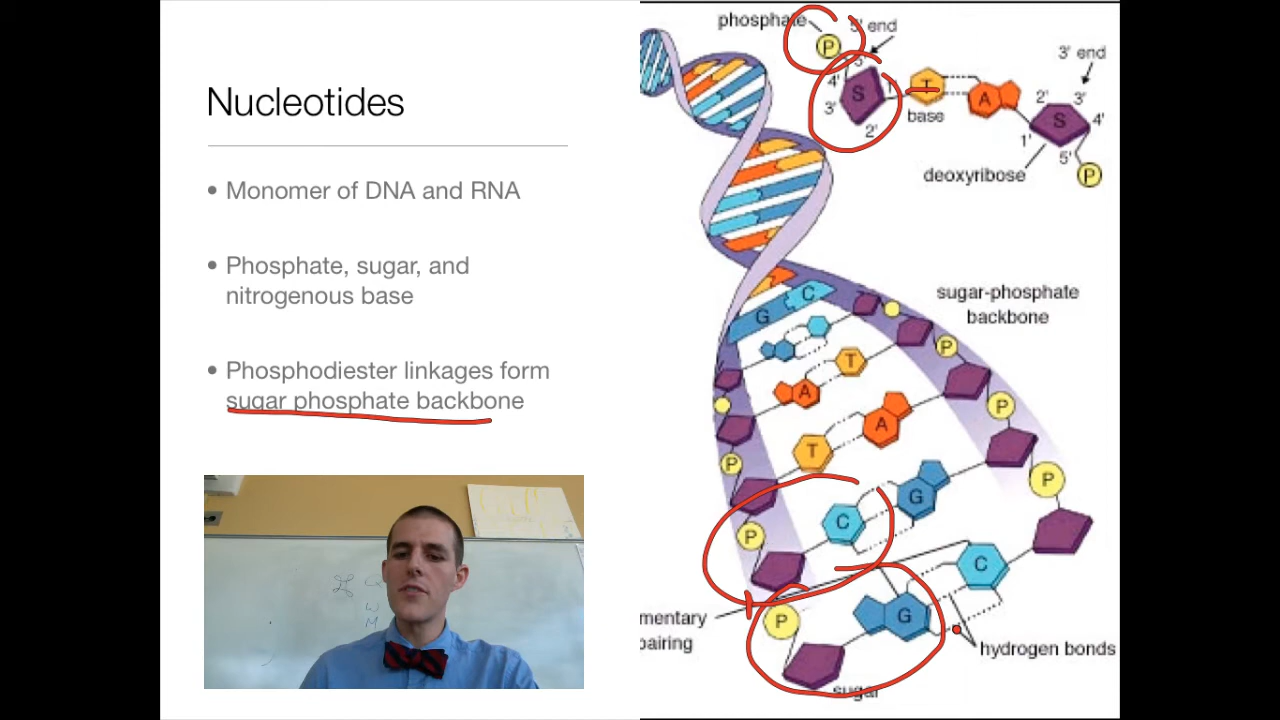 Nucleotides
• Monomer of DNA and RNA
• Phosphate, sugar, and
nitrogenous base
• Phosphodiester linkages form
sugar phosphate backbone
phosphate
P
5' end
5'
4'
S
1'
3'
2'
T
base
A
3' end
2'
3'
S
4'
1'
5'
deoxyribose
P
C
G
sugar-phosphate
backbone
P
T
A
P
A
T
P
P
G
C
P
C
P
G
mentary
pairing
hydrogen bonds
sugar